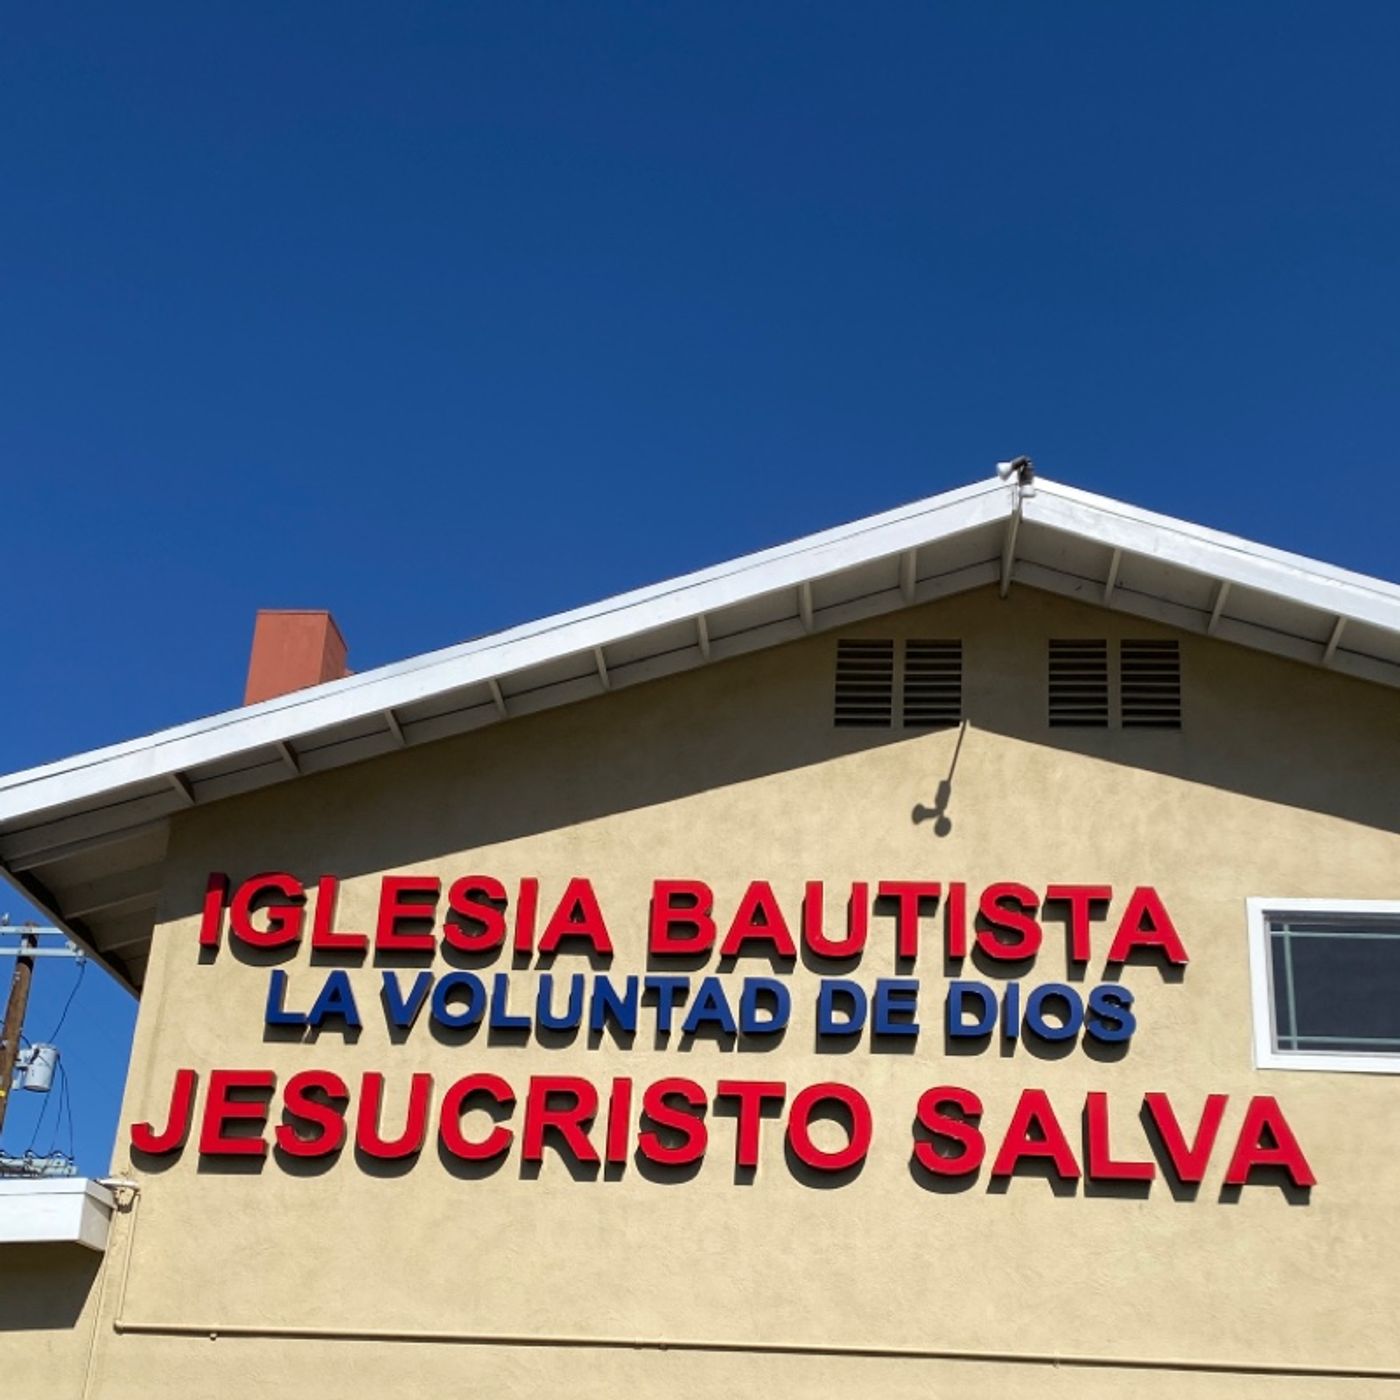 IGLESIA BAUTISTA
LA VOLUNTAD DE DIOS
JESUCRISTO SALVA